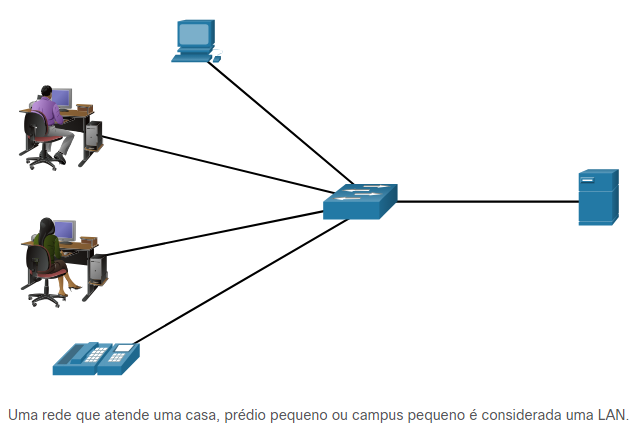 Uma rede que atende uma casa, prédio pequeno ou campus pequeno é considerada uma LAN.